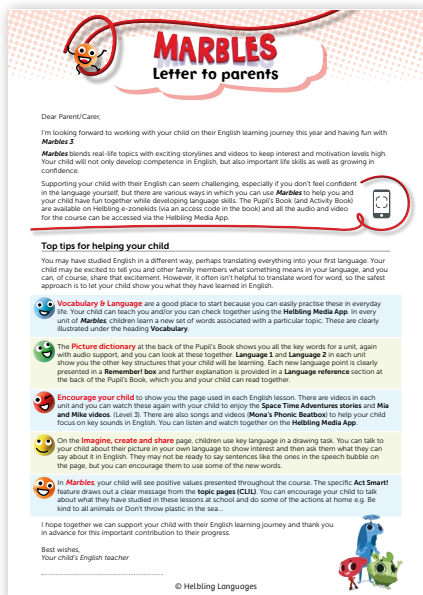 MARBLES
Letter to parents
Dear Parent/Carer,
I'm looking forward to working with your child on their English learning journey this year and having fun with
Marbles 3.
Marbles blends real-life topics with exciting storylines and videos to keep interest and motivation levels high.
Your child will not only develop competence in English, but also important life skills as well as growing in
confidence.
Supporting your child with their English can seem challenging, especially if you don't feel confident
in the language yourself, but there are various ways in which you can use Marbles to help you and
your child have fun together while developing language skills. The Pupil's Book (and Activity Book)
are available on Helbling e-zonekids (via an access code in the book) and all the audio and video
for the course can be accessed via the Helbling Media App.
Top tips for helping your child
You may have studied English in a different way, perhaps translating everything into your first language. Your
child may be excited to tell you and other family members what something means in your language, and you
can, of course, share that excitement. However, it often isn't helpful to translate word for word, so the safest
approach is to let your child show you what they have learned in English.
Vocabulary & Language are a good place to start because you can easily practise these in everyday
life. Your child can teach you and/or you can check together using the Helbling Media App. In every
unit of Marbles, children learn a new set of words associated with a particular topic. These are clearly
illustrated under the heading Vocabulary.
The Picture dictionary at the back of the Pupil's Book shows you all the key words for a unit, again
with audio support, and you can look at these together. Language 1 and Language 2 in each unit
show you the other key structures that your child will be learning. Each new language point is clearly
presented in a Remember! box and further explanation is provided in a Language reference section at
the back of the Pupil's Book, which you and your child can read together.
Encourage your child to show you the page used in each English lesson. There are videos in each
unit and you can watch these again with your child to enjoy the Space Time Adventures stories and Mia
and Mike videos. (Level 3). There are also songs and videos (Mona's Phonic Beatbox) to help your child
focus on key sounds in English. You can listen and watch together on the Helbling Media App.
On the Imagine, create and share page, children use key language in a drawing task. You can talk to
your child about their picture in your own language to show interest and then ask them what they can
say about it in English. They may not be ready to say sentences like the ones in the speech bubble on
the page, but you can encourage them to use some of the new words.
In Marbles, your child will see positive values presented throughout the course. The specific Act Smart!
feature draws out a clear message from the topic pages (CLIL). You can encourage your child to talk
about what they have studied in these lessons at school and do some of the actions at home e.g. Be
kind to all animals or Don't throw plastic in the sea...
I hope together we can support your child with their English learning journey and thank you
in advance for this important contribution to their progress.
Best wishes,
Your child's English teacher
© Helbling Languages